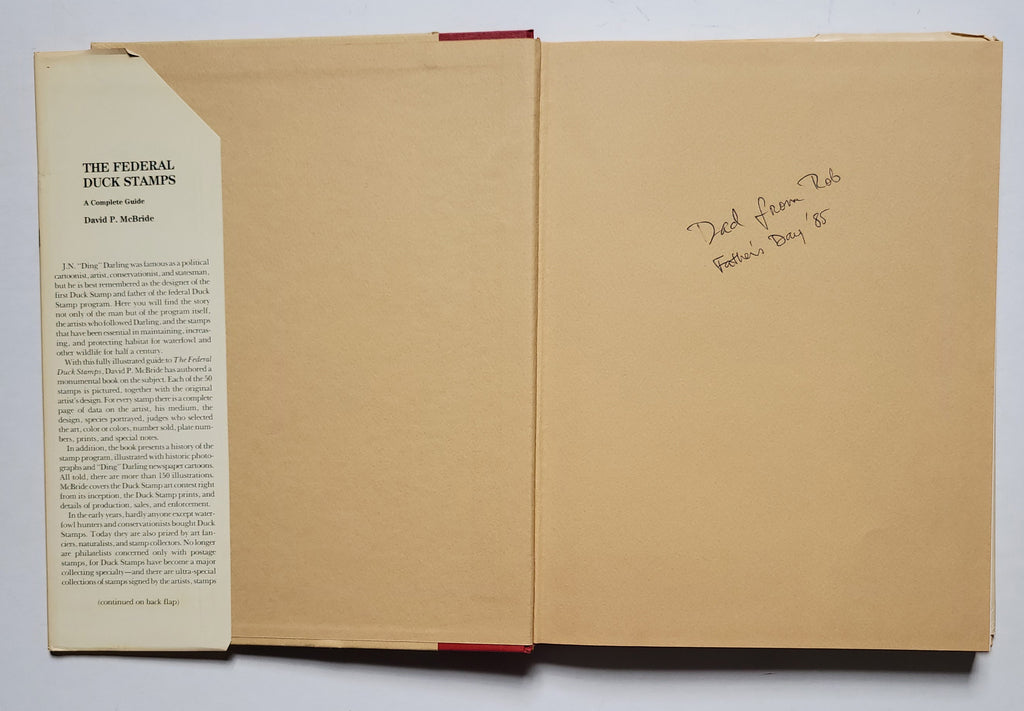 THE FEDERAL
DUCK STAMPS
A Complete Guide
David P. McBride
J.N. "Ding" Darling was famous as a political
cartoonist, artist, conservationist, and statesman,
but he is best remembered as the designer of the
first Duck Stamp and father of the federal Duck
Stamp program. Here you will find the story
not only of the man but of the program itself,
the artists who followed Darling, and the stamps
that have been essential in maintaining, increas-
ing, and protecting habitat for waterfowl and
other wildlife for half a century.
With this fully illustrated guide to The Federal
Duck Stamps, David P. McBride has authored a
monumental book on the subject. Each of the 50
stamps is pictured, together with the original
artist's design. For every stamp there is a complete
page of data on the artist, his medium, the
design, species portrayed, judges who selected
the art, color or colors, number sold, plate num-
bers, prints, and special notes.
In addition, the book presents a history of the
stamp program, illustrated with historic photo-
graphs and "Ding" Darling newspaper cartoons.
All told, there are more than 150 illustrations.
McBride covers the Duck Stamp art contest right
from its inception, the Duck Stamp prints, and
details of production, sales, and enforcement.
In the early years, hardly anyone except water-
fowl hunters and conservationists bought Duck
Stamps. Today they are also prized by art fan-
ciers, naturalists, and stamp collectors. No longer
are philatelists concerned only with postage
stamps, for Duck Stamps have become a major
collecting specialty—and there are ultra-special
collections of stamps signed by the artists, stamps
(continued on back flap)
Dad from Rob
Father's Day '85